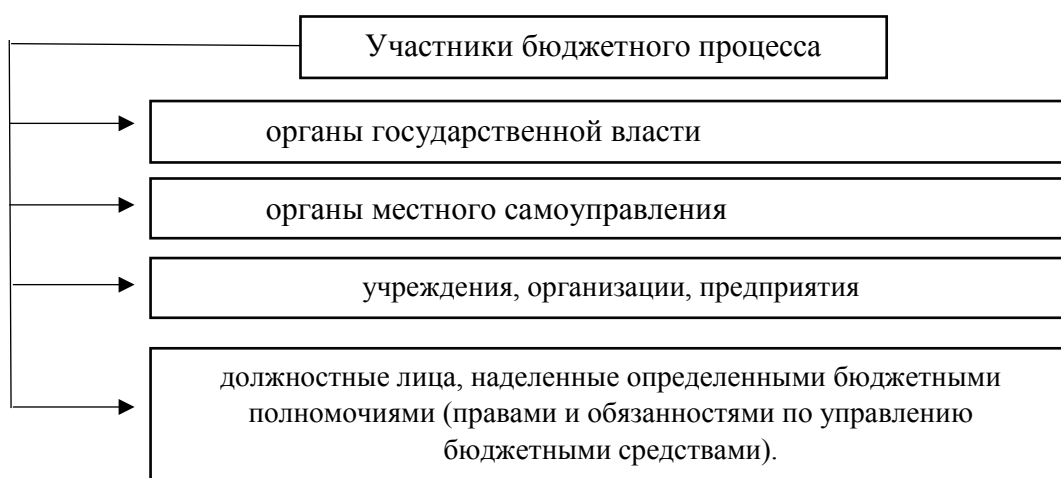 Участники бюджетного процесса
органы государственной власти
органы местного самоуправления
учреждения, организации, предприятия
должностные лица, наделенные определенными бюджетными
полномочиями (правами и обязанностями по управлению
бюджетными средствами).